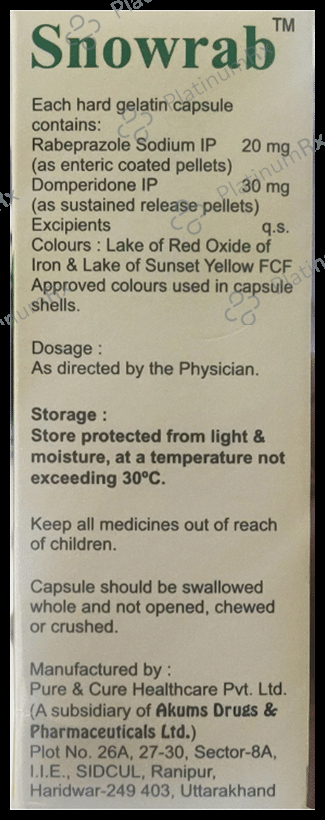 Snowrab™
Each hard gelatin capsule
contains:
Rabeprazole Sodium IP 20 mg
(as enteric coated pellets)
Domperidone IP 30 mg
(as sustained release pellets)
Excipients q.s.
Colours : Lake of Red Oxide of
Iron & Lake of Sunset Yellow FCF
Approved colours used in capsule
shells.
Dosage :
As directed by the Physician.
Storage :
Store protected from light &
moisture, at a temperature not
exceeding 30ºC.
Keep all medicines out of reach
of children.
Capsule should be swallowed
whole and not opened, chewed
or crushed.
Manufactured by :
Pure & Cure Healthcare Pvt. Ltd.
(A subsidiary of Akums Drugs &
Pharmaceuticals Ltd.)
Plot No. 26A, 27-30, Sector-8A,
I.I.E., SIDCUL, Ranipur,
Haridwar-249 403, Uttarakhand
PlatinumRx
PlatinumRx
PlatinumRx